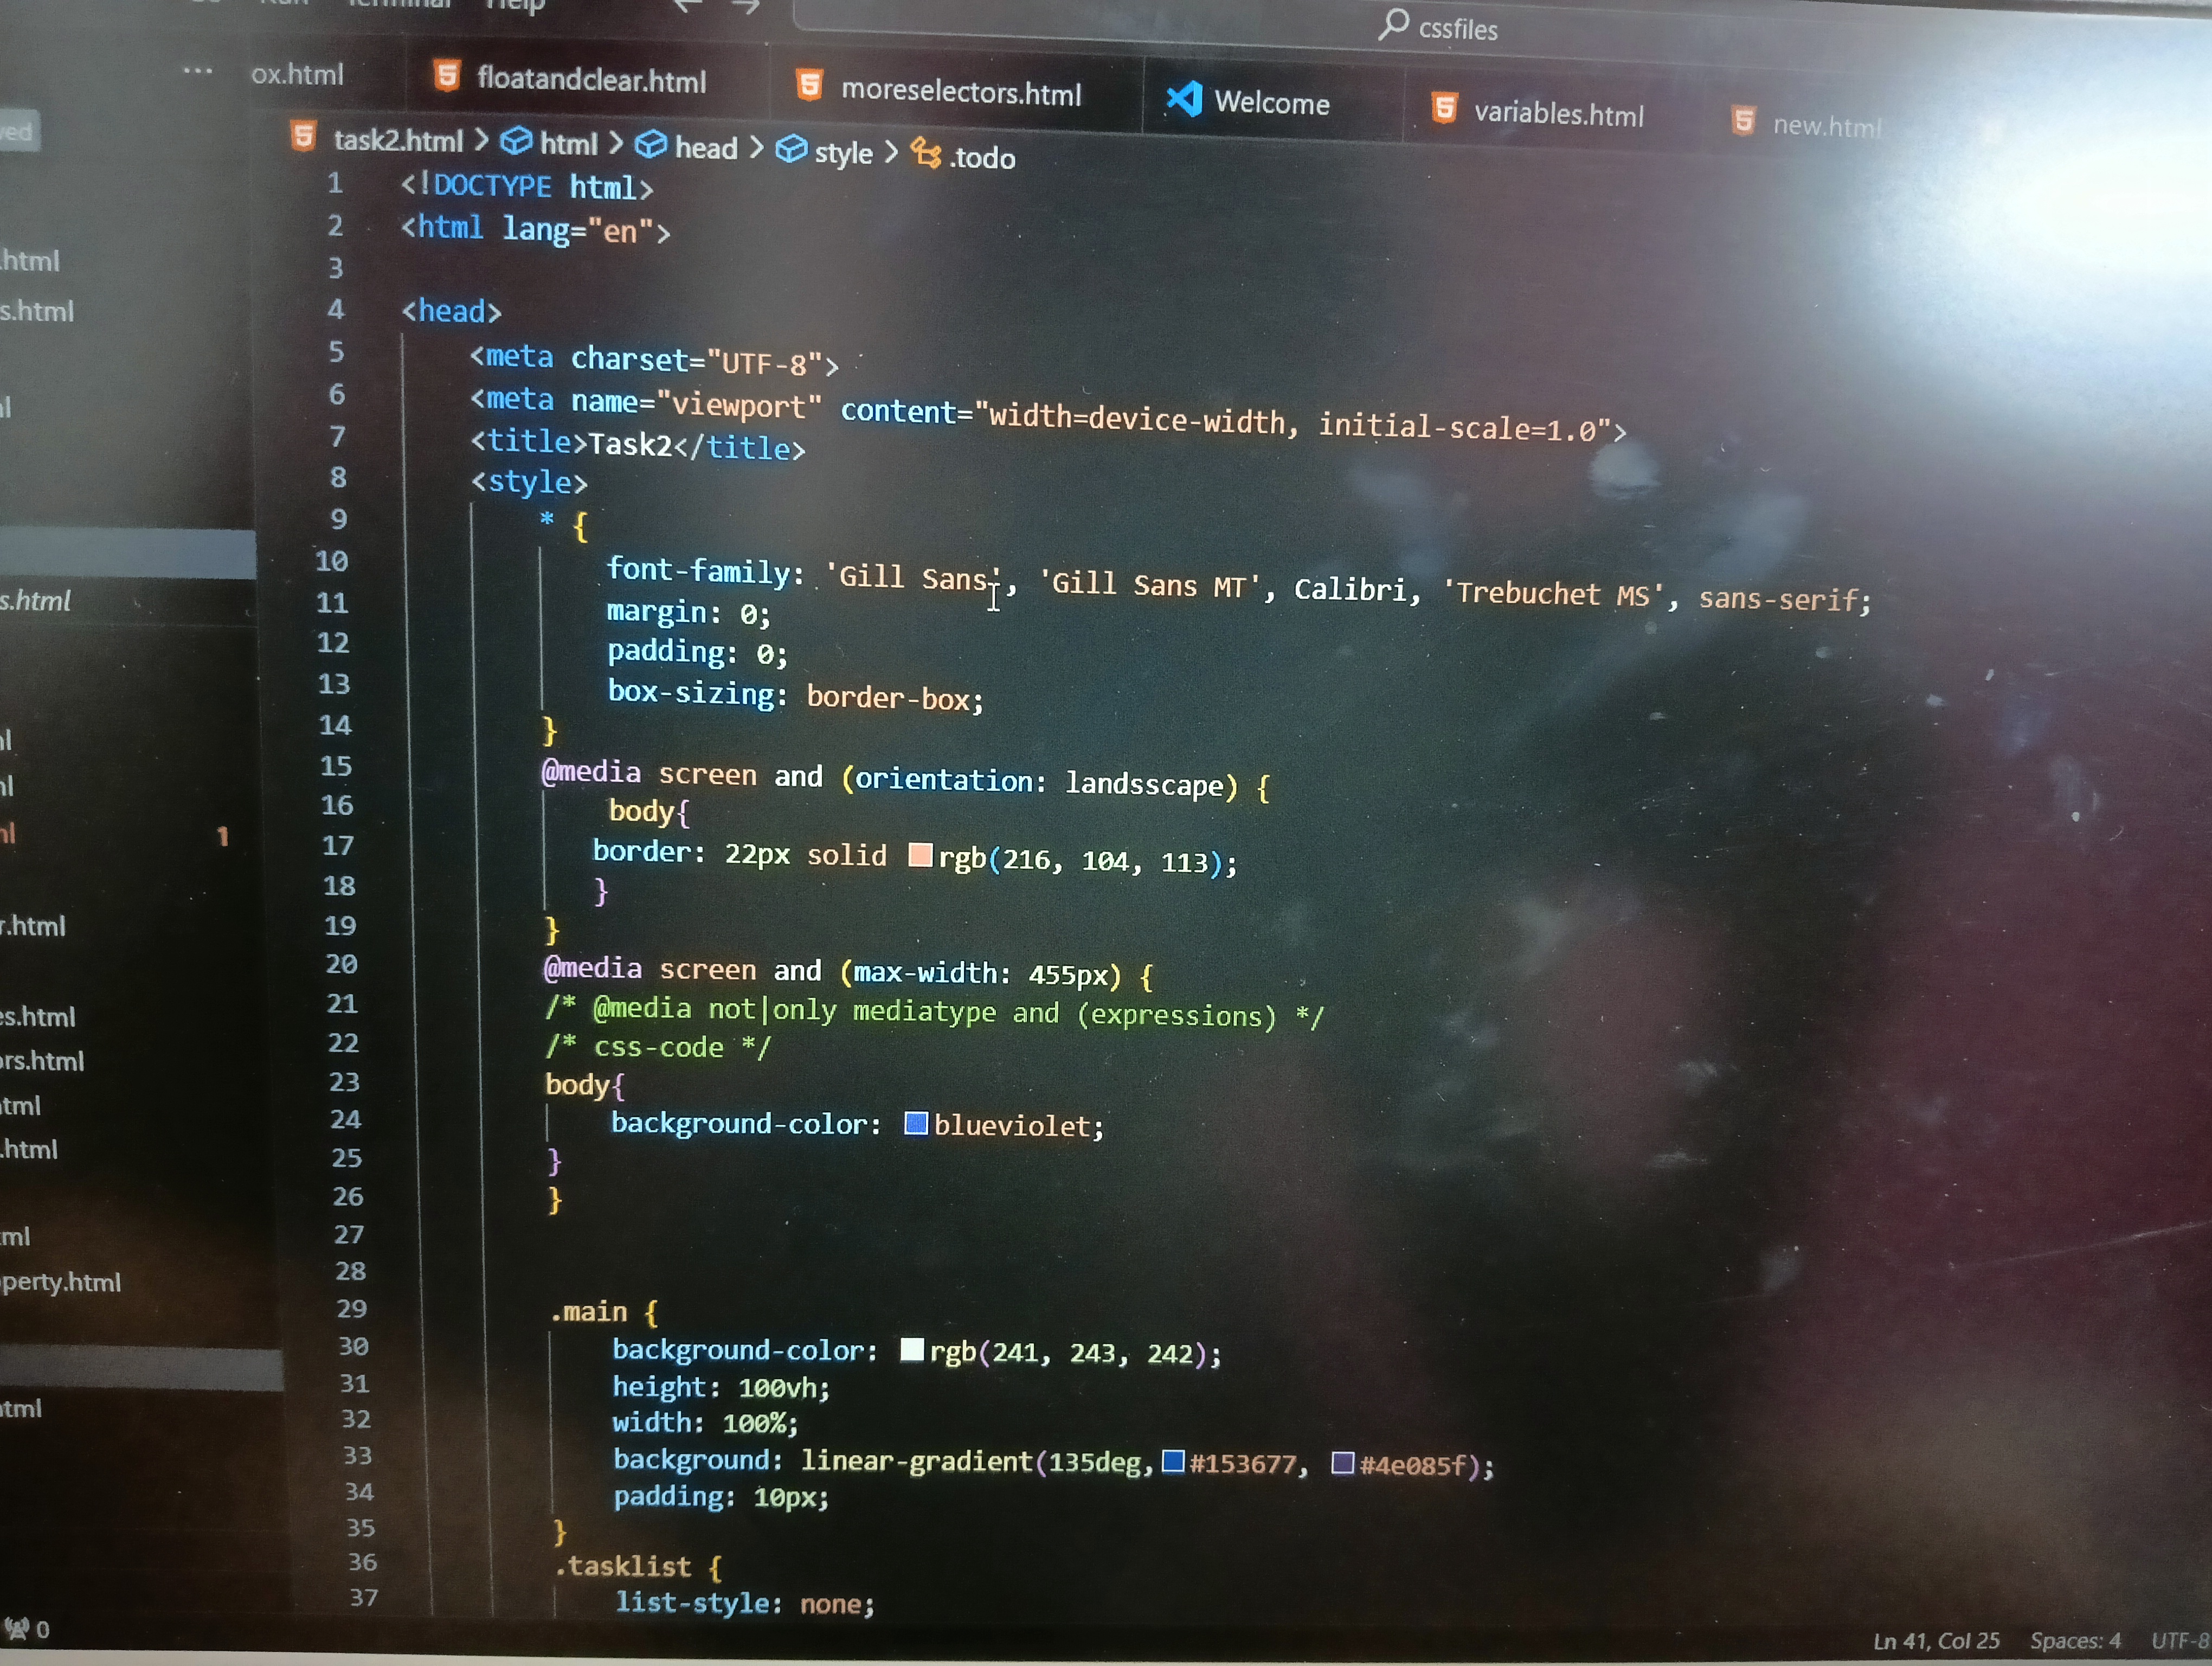 Help
cssfiles
... ox.html floatandclear.html moreselectors.html Welcome variables.html new.html
task2.html > html > head > style > .todo
1 <!DOCTYPE html>
2 <html lang="en">
3
4 <head>
5 <meta charset="UTF-8">
6 <meta name="viewport" content="width=device-width, initial-scale=1.0">
7 <title>Task2</title>
8 <style>
9 * {
10 font-family: 'Gill Sans', 'Gill Sans MT', Calibri, 'Trebuchet MS', sans-serif;
11 margin: 0;
12 padding: 0;
13 box-sizing: border-box;
14 }
15 @media screen and (orientation: landsscape) {
16 body{
17 border: 22px solid rgb(216, 104, 113);
18 }
19 }
20 @media screen and (max-width: 455px) {
21 /* @media not|only mediatype and (expressions) */
22 /* css-code */
23 body{
24 background-color: blueviolet;
25 }
26 }
27
28
29 .main {
30 background-color: rgb(241, 243, 242);
31 height: 100vh;
32 width: 100%;
33 background: linear-gradient(135deg, #153677, #4e085f);
34 padding: 10px;
35 }
36 .tasklist {
37 list-style: none;
ved
.html
s.html
s.html
1
r.html
es.html
ors.html
tml
.html
ml
perty.html
tml
0
Ln 41, Col 25 Spaces: 4 UTF-8